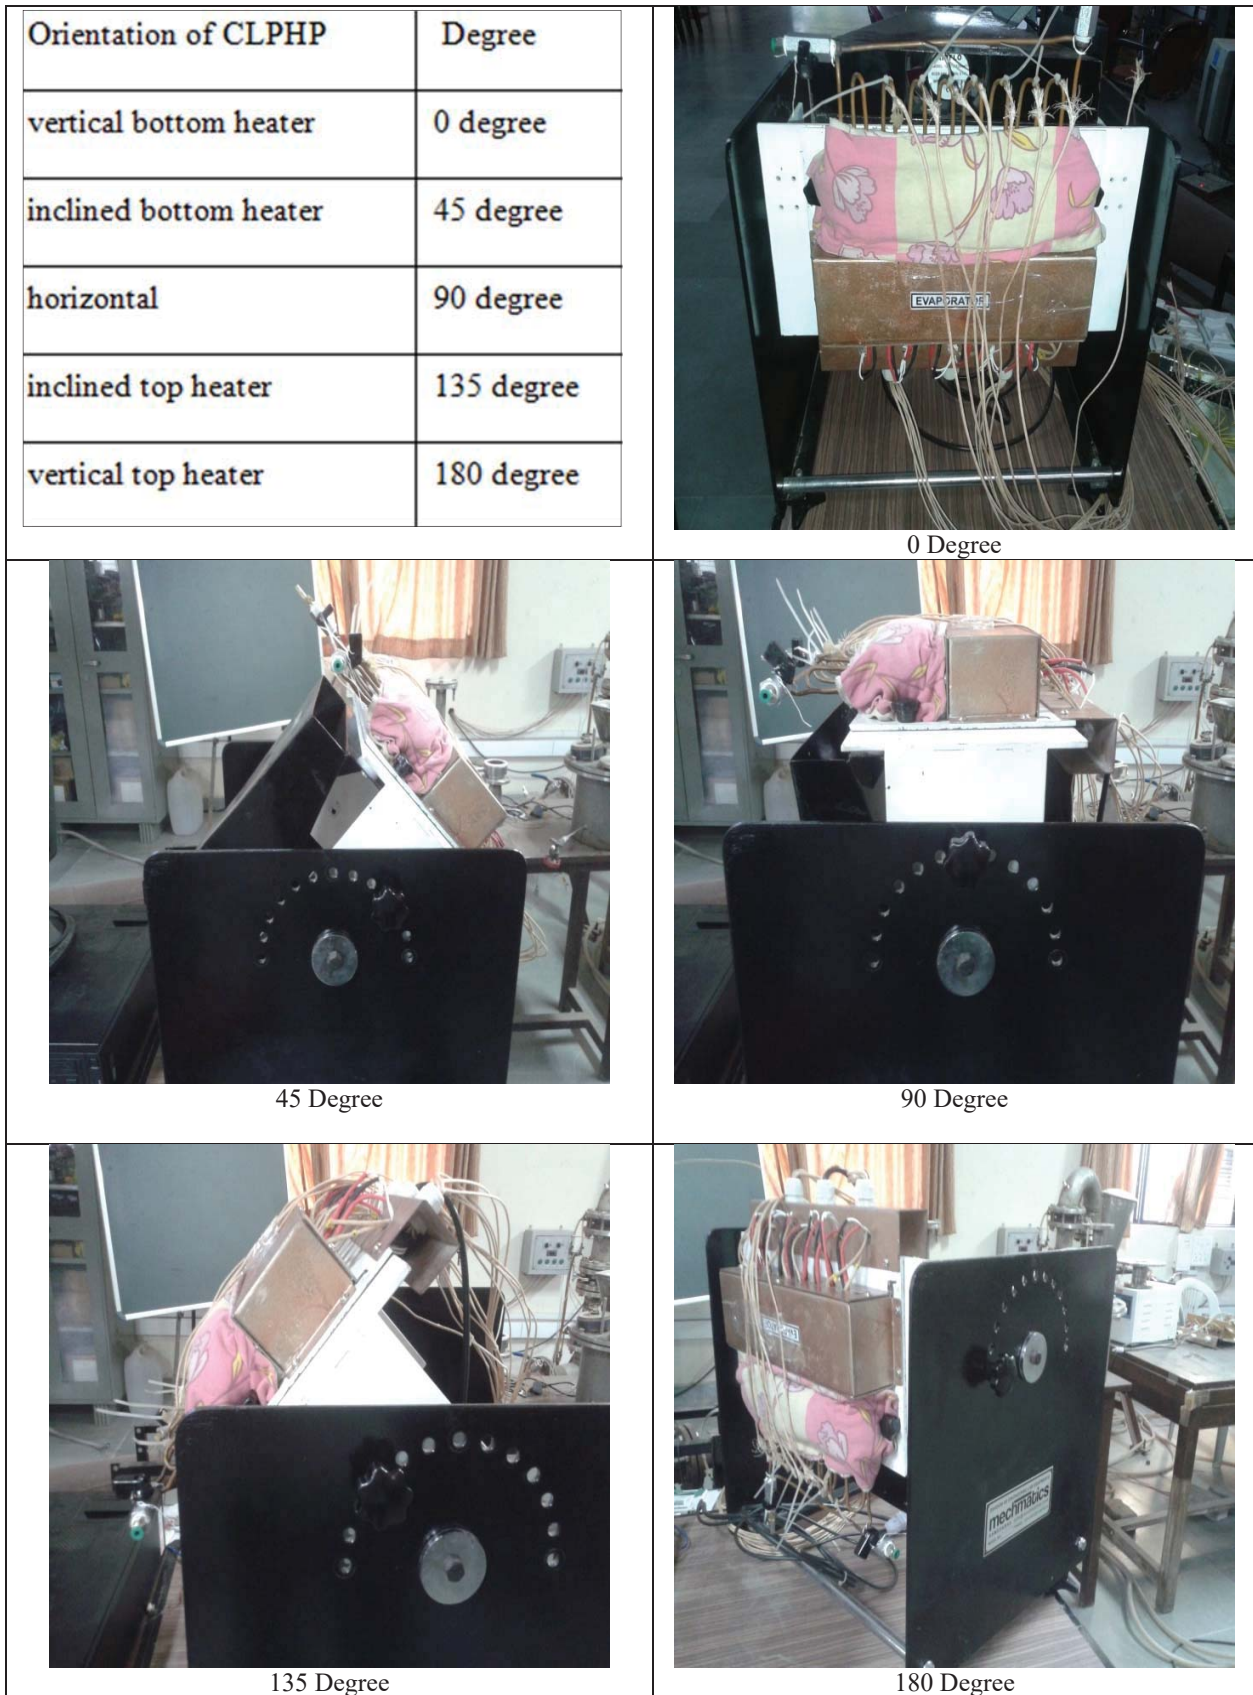 Orientation of CLPHP Degree
vertical bottom heater 0 degree
inclined bottom heater 45 degree
horizontal 90 degree
inclined top heater 135 degree
vertical top heater 180 degree
EVAPORATOR
0 Degree
45 Degree
90 Degree
mechmatics
135 Degree
180 Degree